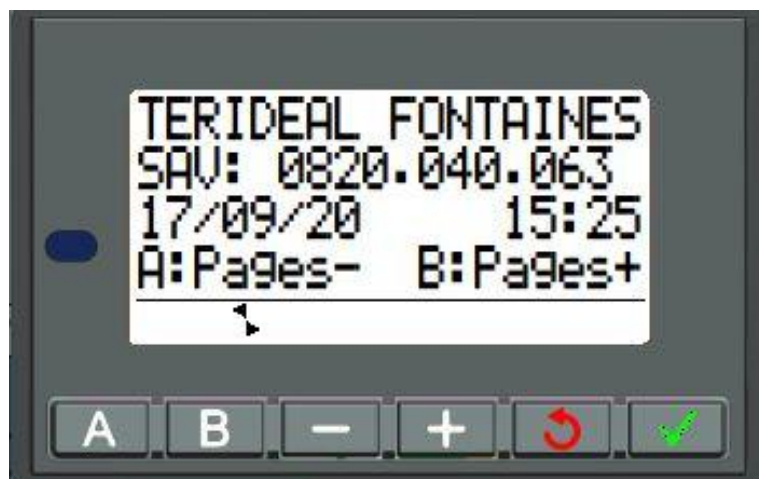 TERIDEAL FONTAINES
SAV: 0820.040.063
17/09/20 15:25
A:Pages- B:Pages+
A B - +